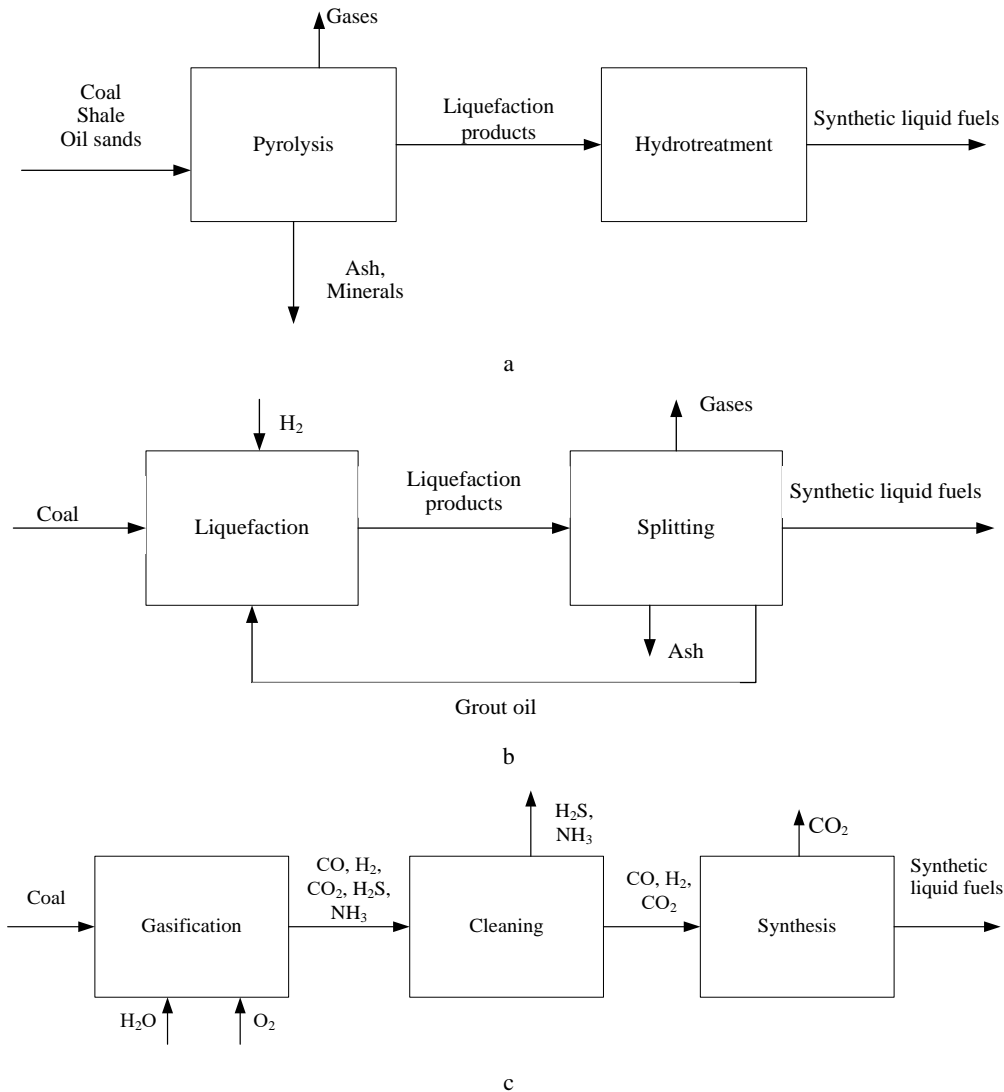 Gases
Coal
Shale
Oil sands
Pyrolysis
Liquefaction
products
Hydrotreatment
Synthetic liquid fuels
Ash,
Minerals
a
H₂
Gases
Coal
Liquefaction
Liquefaction
products
Splitting
Synthetic liquid fuels
Ash
Grout oil
b
H₂S,
NH₃
CO₂
Coal
Gasification
CO, H₂,
CO₂, H₂S,
NH₃
Cleaning
CO, H₂,
CO₂
Synthesis
Synthetic
liquid fuels
H₂O
O₂
c